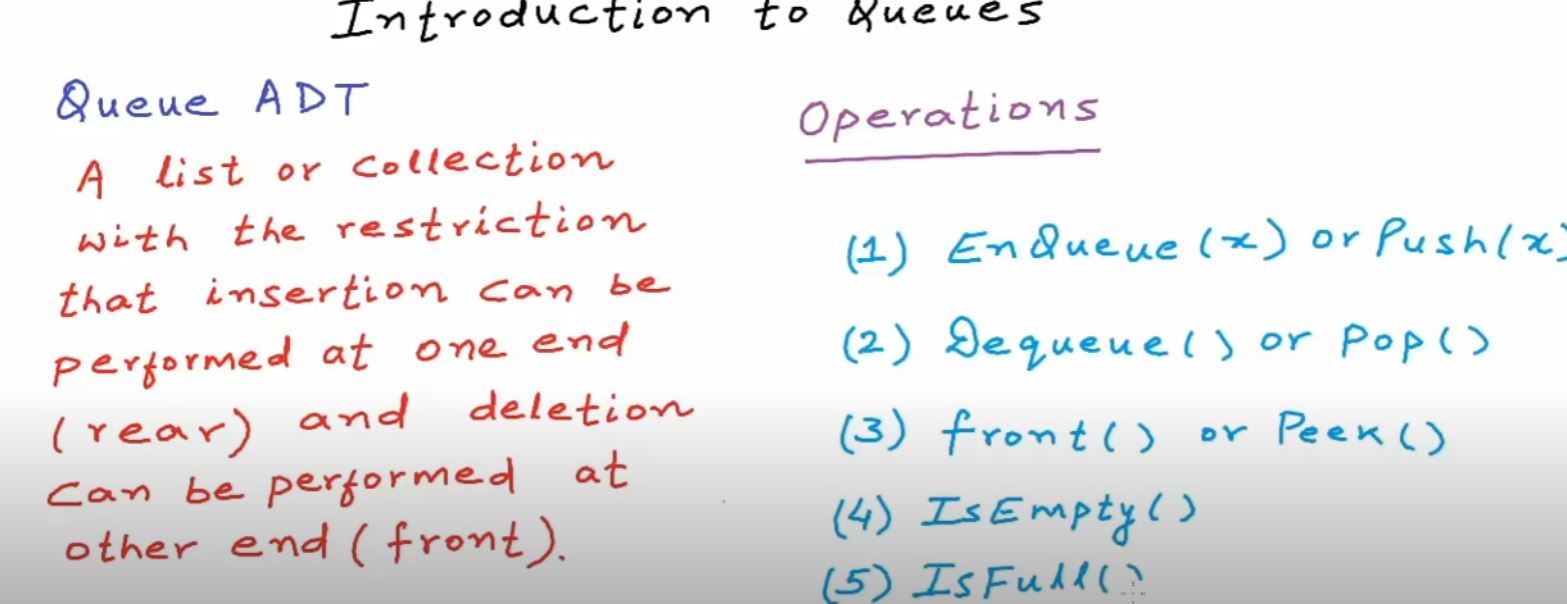 Introduction to Queues
Queue ADT
A list or collection
with the restriction
that insertion can be
performed at one end
(rear) and deletion
can be performed at
other end (front).
Operations
(1) EnQueue(x) or Push(x)
(2) Dequeue() or Pop()
(3) front() or Peek()
(4) IsEmpty()
(5) IsFull()